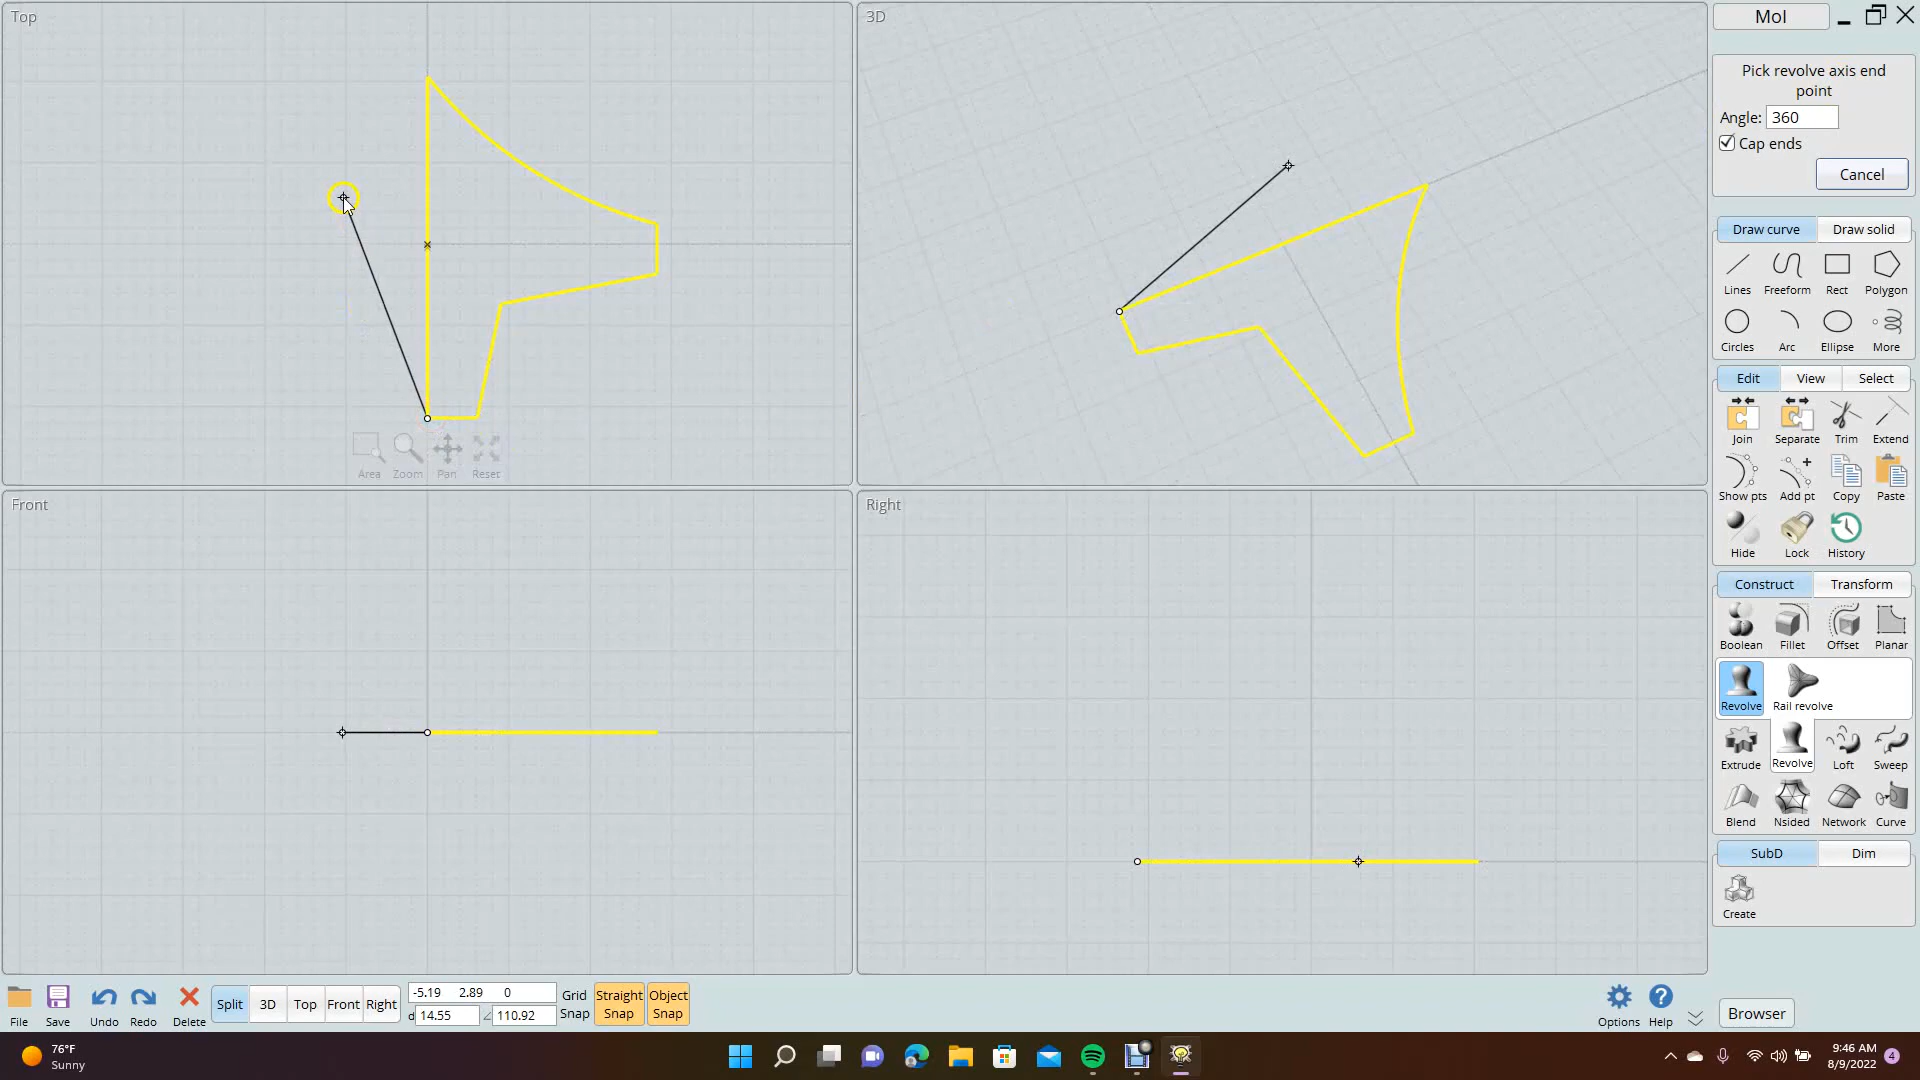 Top
3D
MoI
Pick revolve axis end
point
Angle: 360
Cap ends
Cancel
Draw curve Draw solid
Lines Freeform Rect Polygon
Circles Arc Ellipse More
Edit View Select
Join Separate Trim Extend
Show pts Add pt Copy Paste
Hide Lock History
Area Zoom Pan Reset
Front
Right
Construct Transform
Boolean Fillet Offset Planar
Revolve Rail revolve
Extrude Revolve Loft Sweep
Blend Nsided Network Curve
SubD Dim
Create
File Save Undo Redo Delete
Split 3D Top Front Right
-5.19 2.89 0
d 14.55 ∠ 110.92
Grid
Snap
Straight
Snap
Object
Snap
Options Help
Browser
76°F
Sunny
9:46 AM
8/9/2022
4